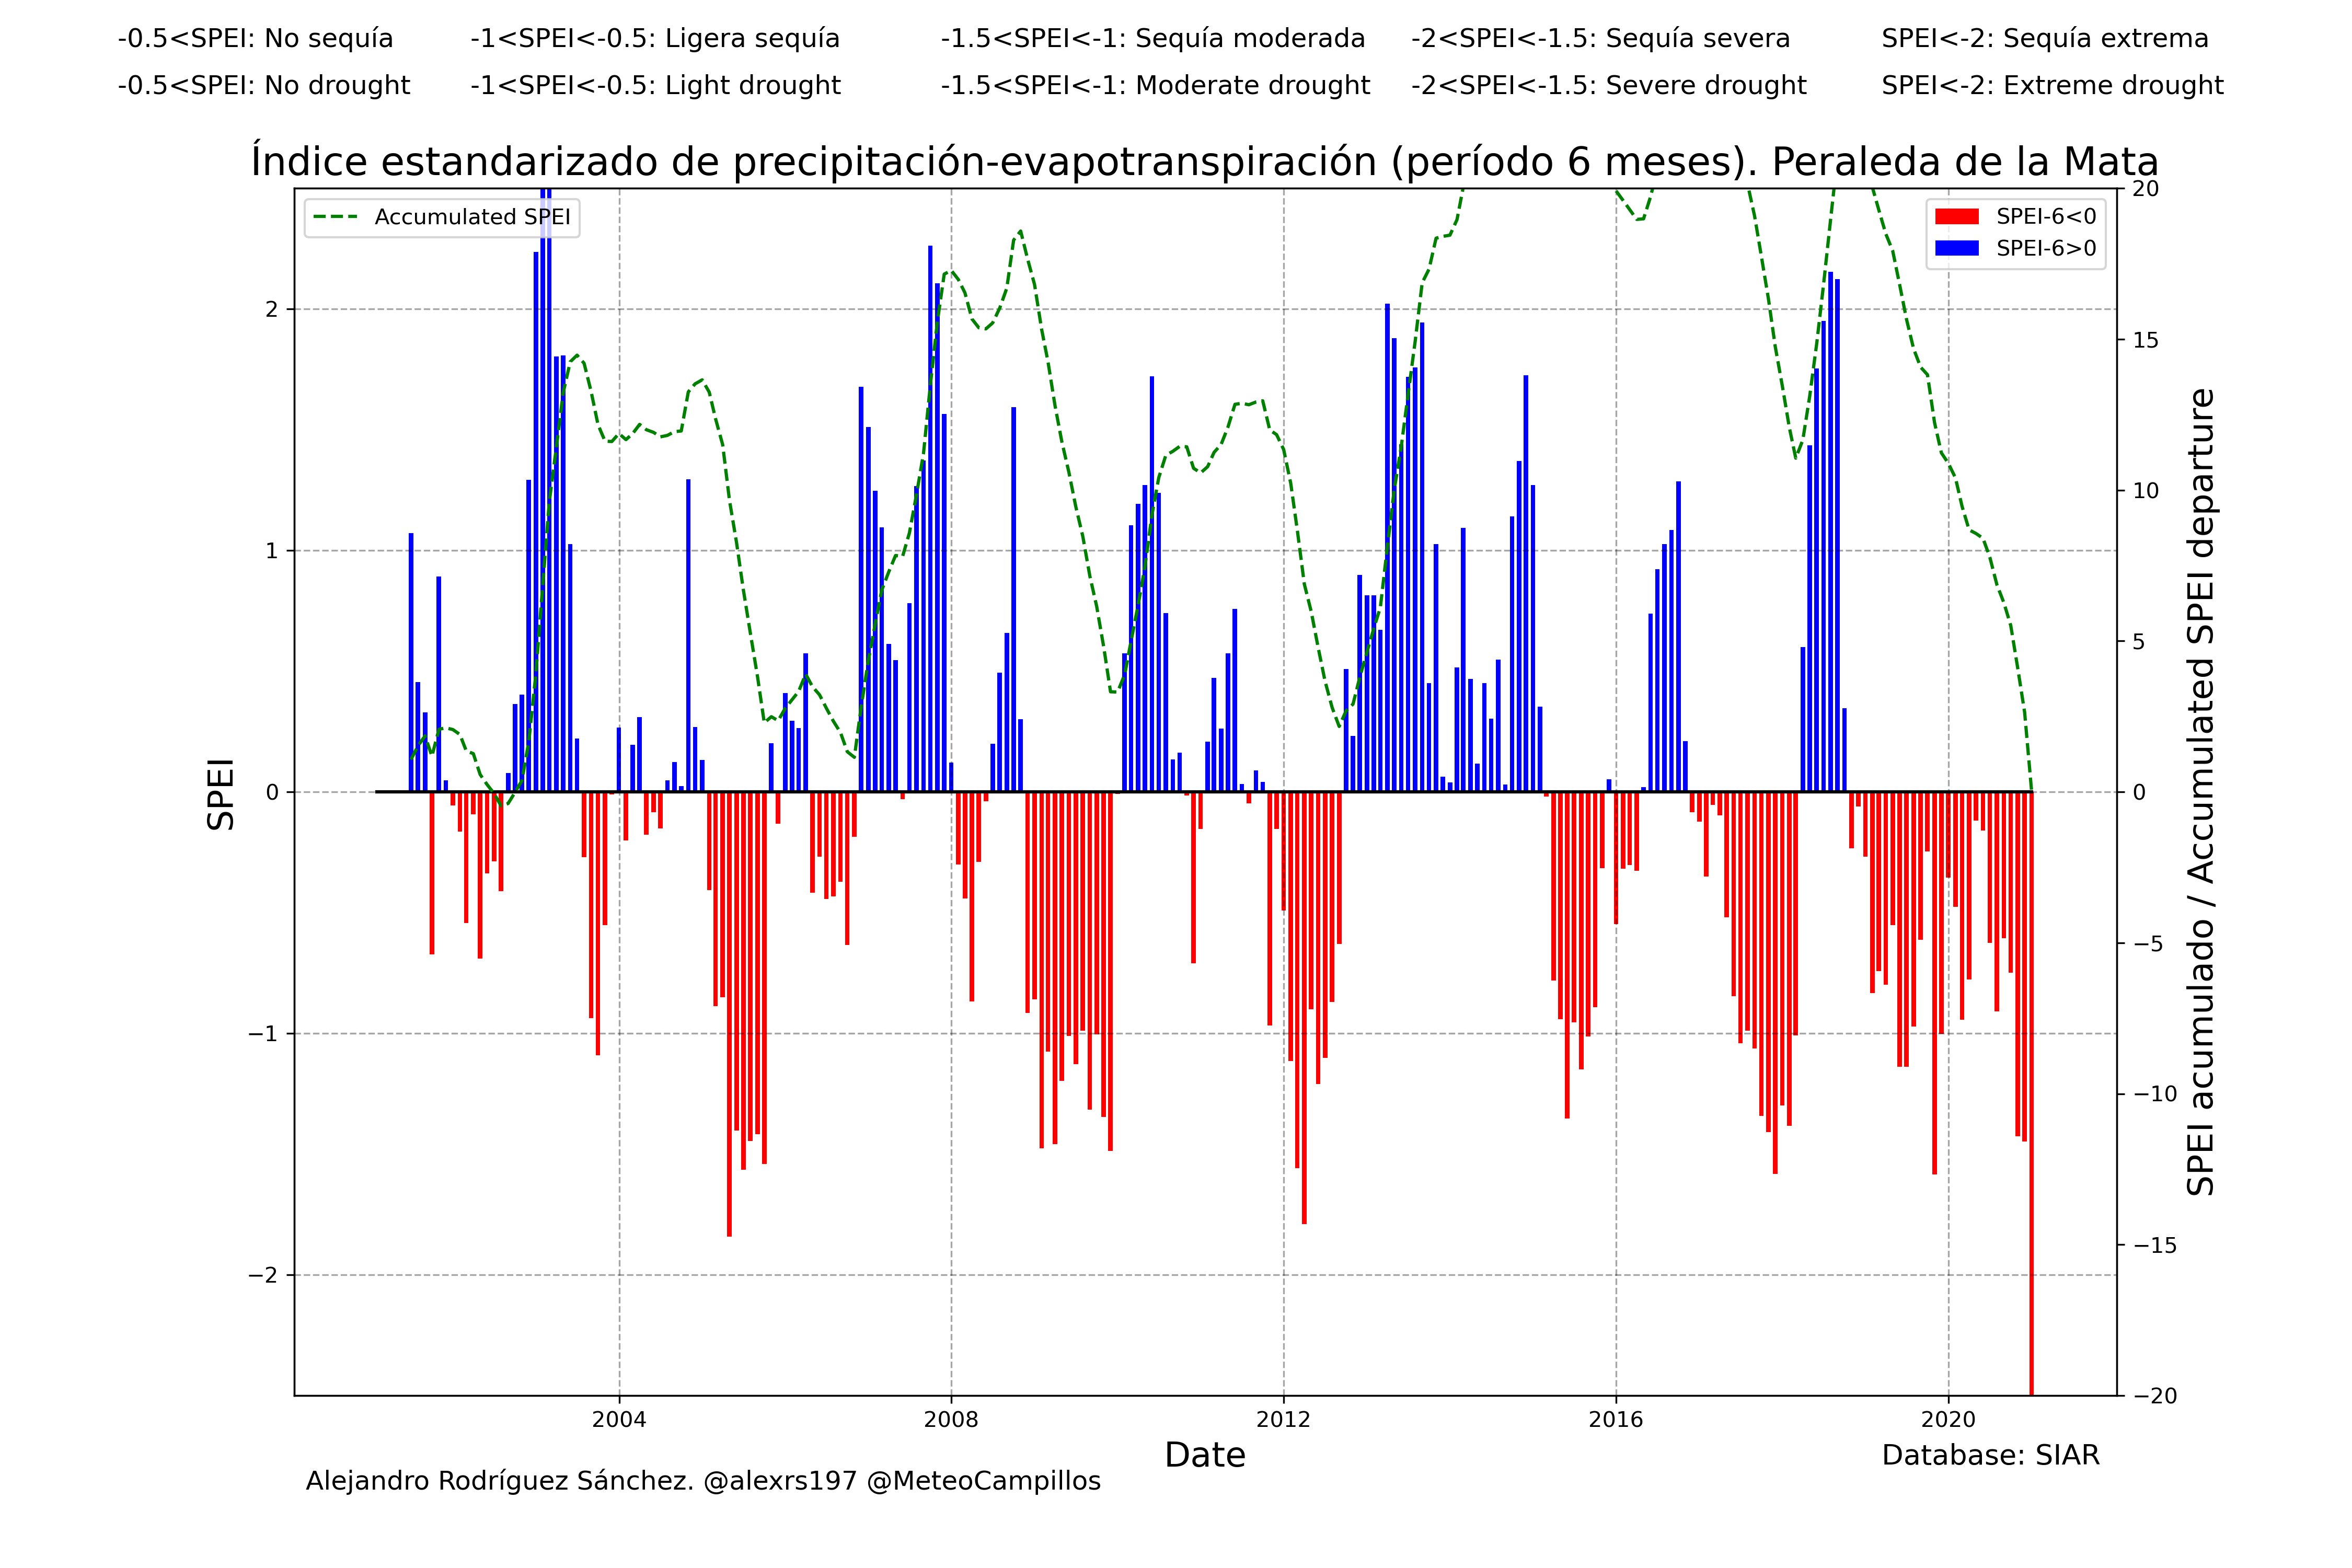 -0.5<SPEI: No sequía
-1<SPEI<-0.5: Ligera sequía
-1.5<SPEI<-1: Sequía moderada
-2<SPEI<-1.5: Sequía severa
SPEI<-2: Sequía extrema
-0.5<SPEI: No drought
-1<SPEI<-0.5: Light drought
-1.5<SPEI<-1: Moderate drought
-2<SPEI<-1.5: Severe drought
SPEI<-2: Extreme drought
Índice estandarizado de precipitación-evapotranspiración (período 6 meses). Peraleda de la Mata
Accumulated SPEI
SPEI-6<0
SPEI-6>0
SPEI
2
1
0
−1
−2
20
15
10
5
0
−5
−10
−15
−20
SPEI acumulado / Accumulated SPEI departure
2004
2008
2012
2016
2020
Date
Database: SIAR
Alejandro Rodríguez Sánchez. @alexrs197 @MeteoCampillos